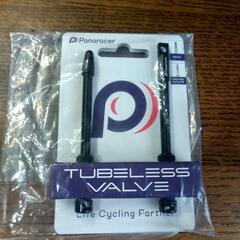 Panaracer
TUBELESS
VALVE
Life Cycling Partner